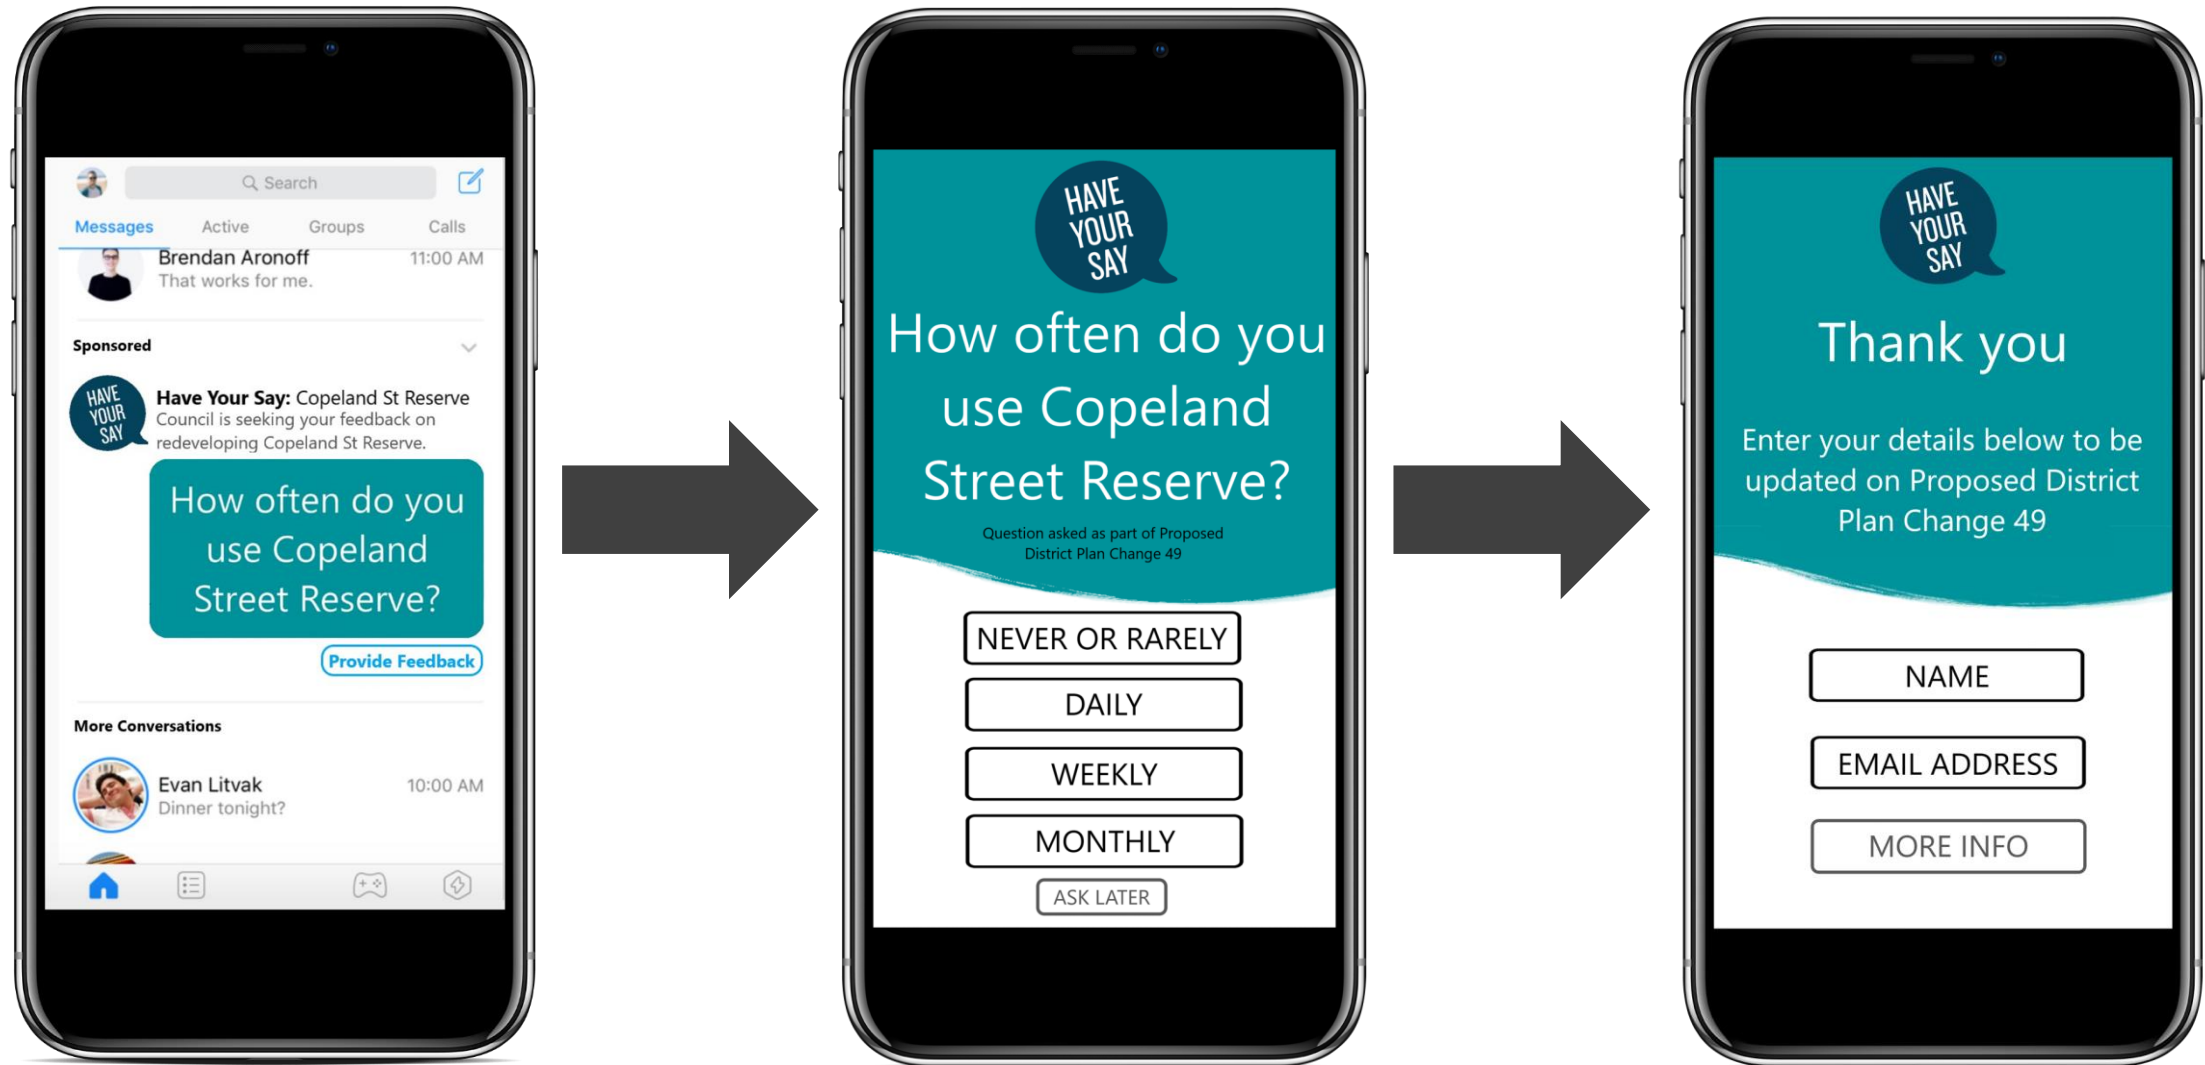 Search
Messages Active Groups Calls
Brendan Aronoff 11:00 AM
That works for me.
Sponsored
HAVE
YOUR
SAY
Have Your Say: Copeland St Reserve
Council is seeking your feedback on
redeveloping Copeland St Reserve.
How often do you
use Copeland
Street Reserve?
Provide Feedback
More Conversations
Evan Litvak 10:00 AM
Dinner tonight?
HAVE
YOUR
SAY
How often do you
use Copeland
Street Reserve?
Question asked as part of Proposed
District Plan Change 49
NEVER OR RARELY
DAILY
WEEKLY
MONTHLY
ASK LATER
HAVE
YOUR
SAY
Thank you
Enter your details below to be
updated on Proposed District
Plan Change 49
NAME
EMAIL ADDRESS
MORE INFO